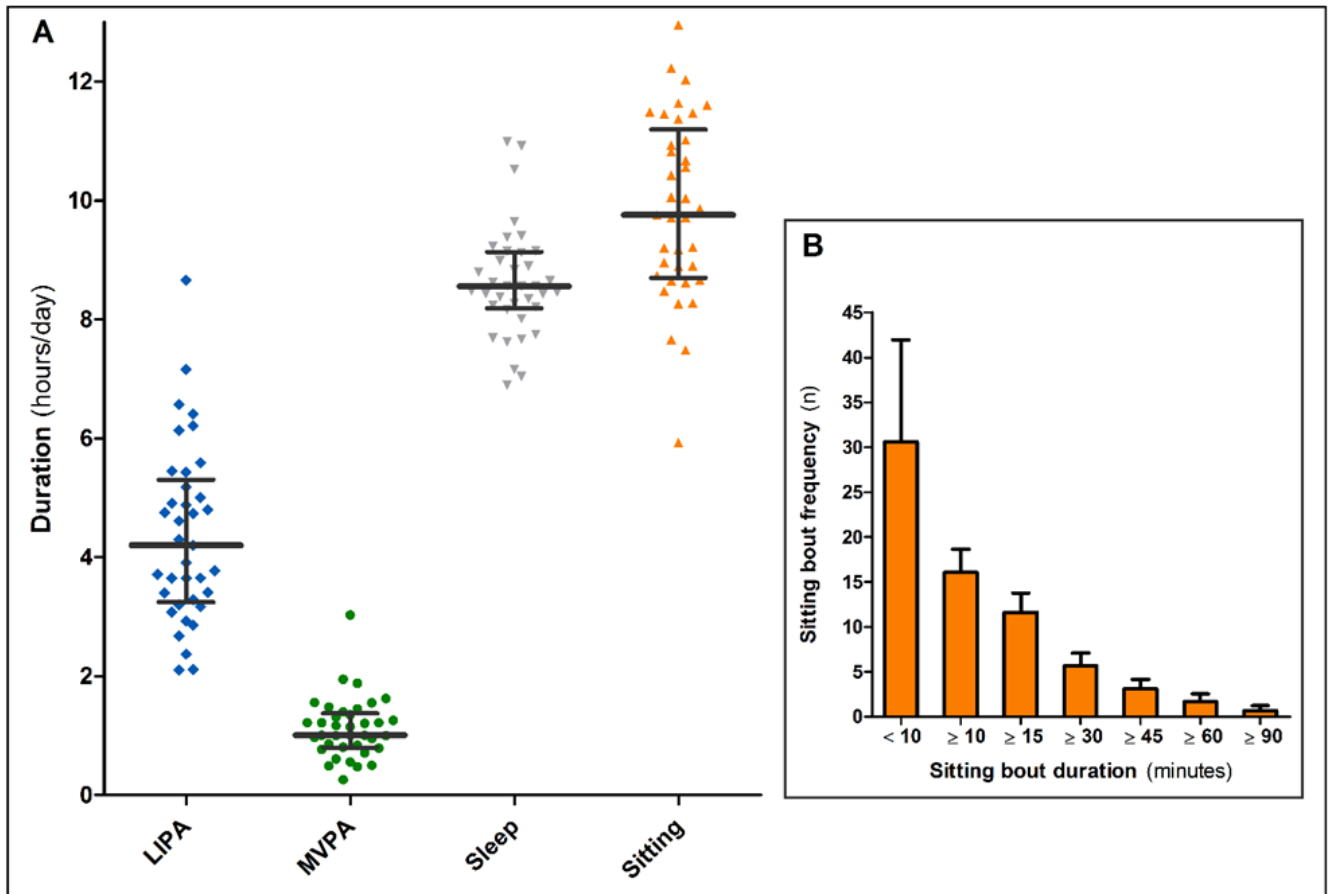 A
Duration (hours/day)
12
10
8
6
4
2
0
LIPA
MVPA
Sleep
Sitting
B
Sitting bout frequency (n)
45
40
35
30
25
20
15
10
5
0
< 10 ≥ 10 ≥ 15 ≥ 30 ≥ 45 ≥ 60 ≥ 90
Sitting bout duration (minutes)